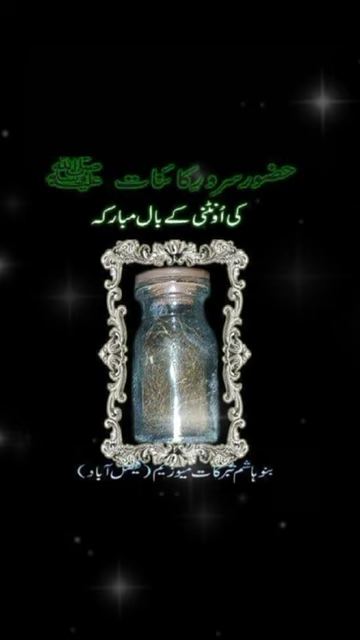 حضور سرور کائنات ﷺ
کی اُونٹنی کے بال مبارکہ
بنو ہاشم تبرکات میوزیم (فیصل آباد)